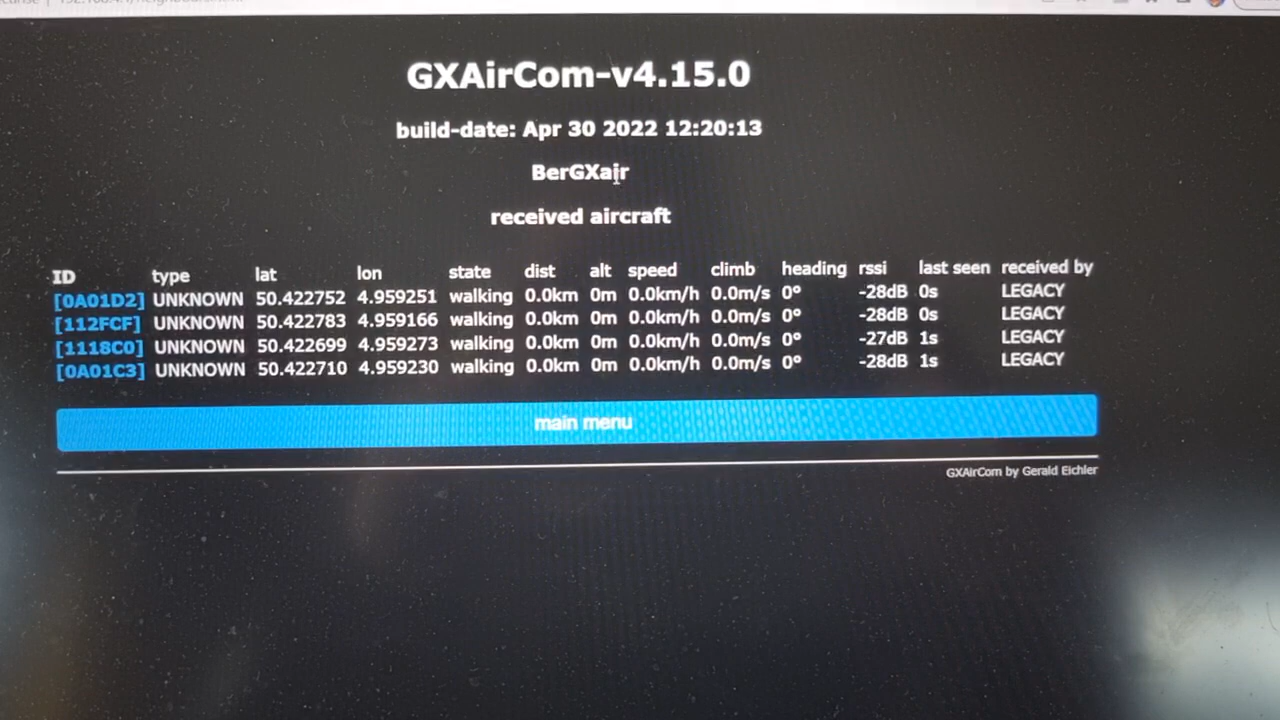 GXAirCom-v4.15.0
build-date: Apr 30 2022 12:20:13
BerGXair
received aircraft
ID type lat lon state dist alt speed climb heading rssi last seen received by
[0A01D2] UNKNOWN 50.422752 4.959251 walking 0.0km 0m 0.0km/h 0.0m/s 0° -28dB 0s LEGACY
[112FCF] UNKNOWN 50.422783 4.959166 walking 0.0km 0m 0.0km/h 0.0m/s 0° -28dB 0s LEGACY
[1118C0] UNKNOWN 50.422699 4.959273 walking 0.0km 0m 0.0km/h 0.0m/s 0° -27dB 1s LEGACY
[0A01C3] UNKNOWN 50.422710 4.959230 walking 0.0km 0m 0.0km/h 0.0m/s 0° -28dB 1s LEGACY
main menu
GXAirCom by Gerald Eichler